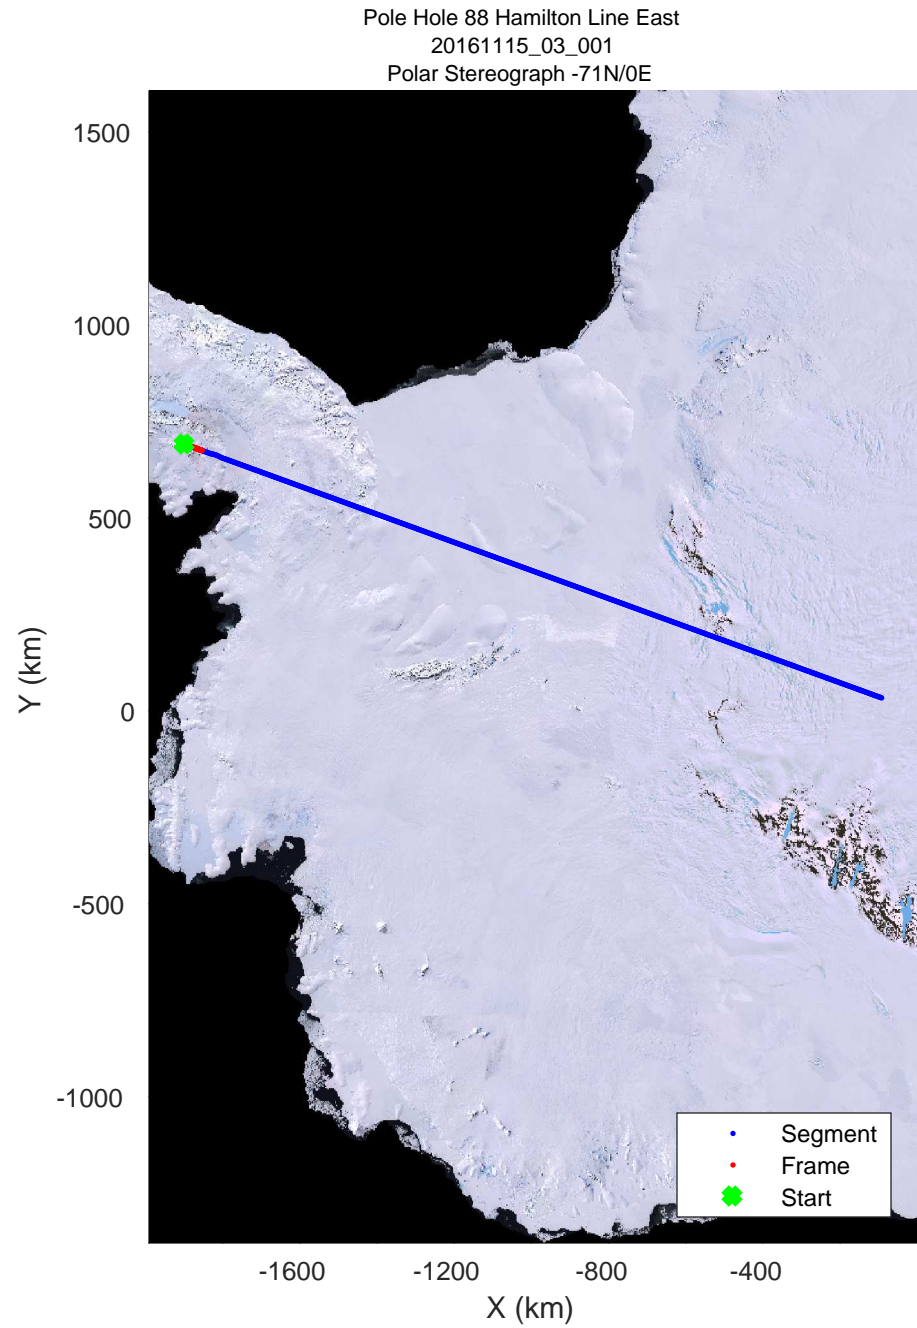 Pole Hole 88 Hamilton Line East
20161115_03_001
Polar Stereograph -71N/0E
1500
1000
500
0
-500
-1000
Y (km)
-1600
-1200
-800
-400
X (km)
Segment
Frame
Start